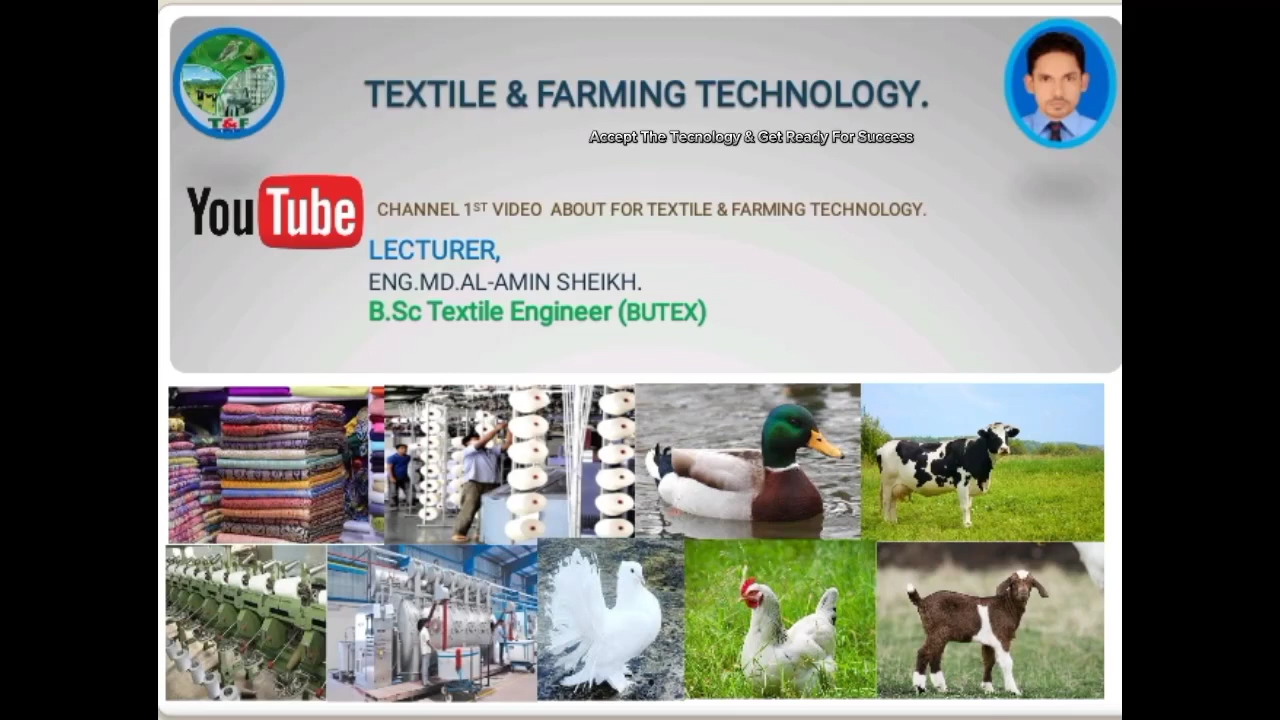 T&F
TEXTILE & FARMING TECHNOLOGY.
Accept The Tecnology & Get Ready For Success
YouTube
CHANNEL 1ST VIDEO ABOUT FOR TEXTILE & FARMING TECHNOLOGY.
LECTURER,
ENG.MD.AL-AMIN SHEIKH.
B.Sc Textile Engineer (BUTEX)